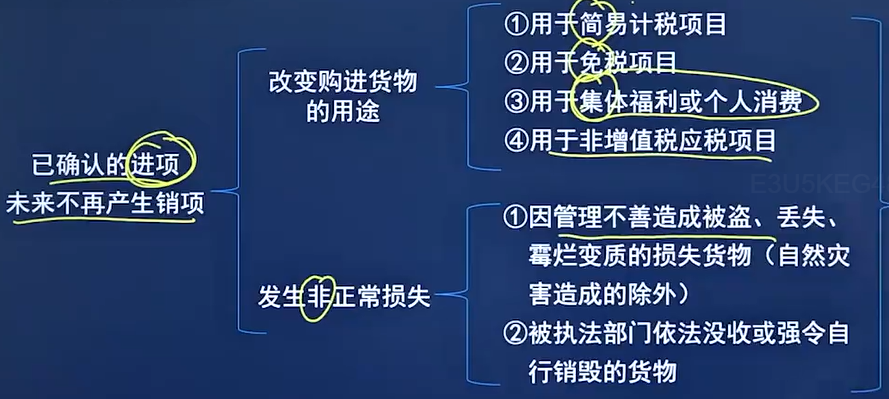 已确认的进项
未来不再产生销项
改变购进货物
的用途
①用于简易计税项目
②用于免税项目
③用于集体福利或个人消费
④用于非增值税应税项目
发生非正常损失
①因管理不善造成被盗、丢失、
霉烂变质的损失货物（自然灾
害造成的除外）
②被执法部门依法没收或强令自
行销毁的货物
E3U5KEG4